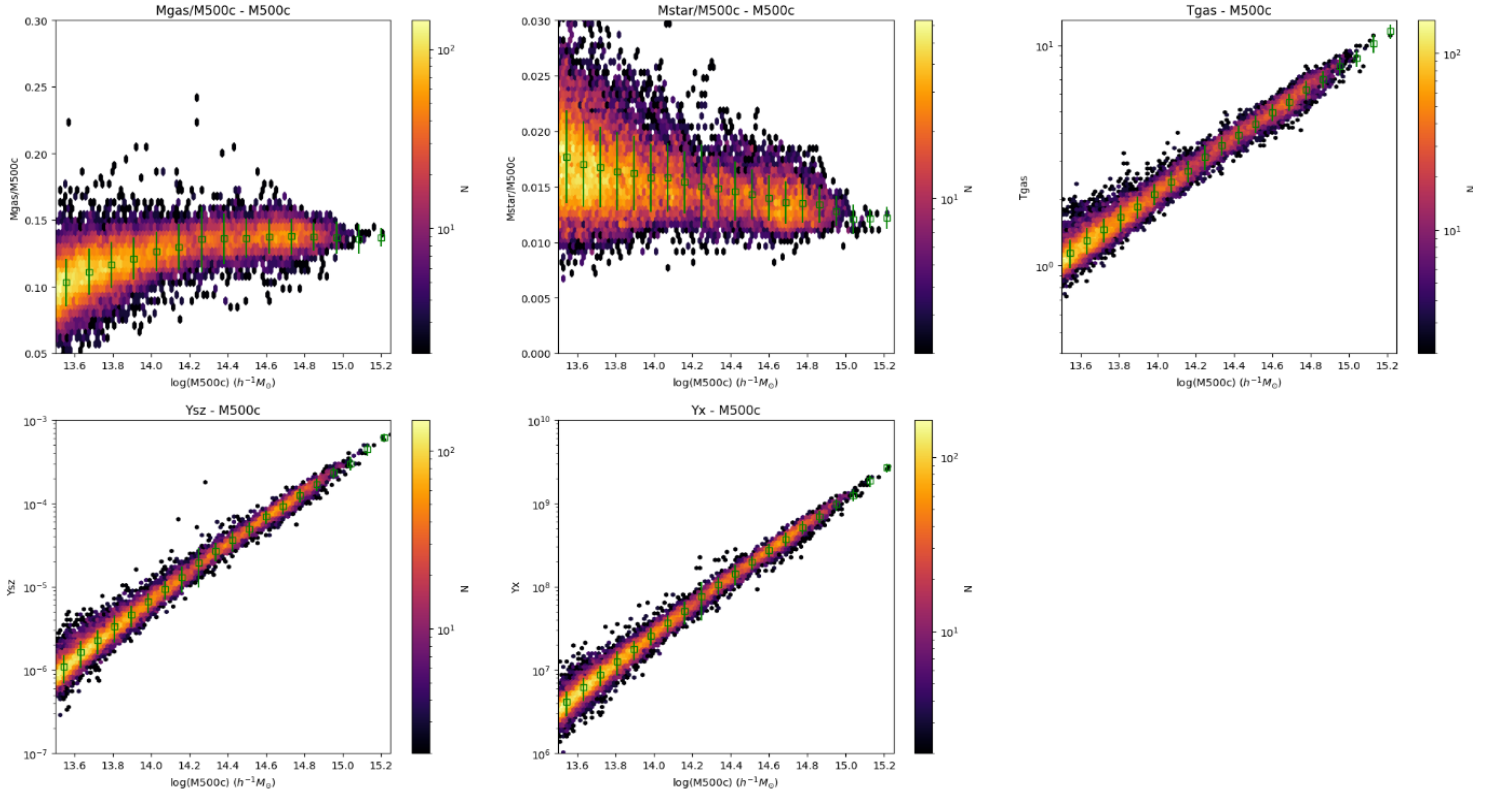 Mgas/M500c - M500c
0.30
0.25
0.20
0.15
0.10
0.05
Mgas/M500c
13.6 13.8 14.0 14.2 14.4 14.6 14.8 15.0 15.2
log(M500c) (h⁻¹M⊙)
10²
10¹
N
Mstar/M500c - M500c
0.030
0.025
0.020
0.015
0.010
0.005
0.000
Mstar/M500c
13.6 13.8 14.0 14.2 14.4 14.6 14.8 15.0 15.2
log(M500c) (h⁻¹M⊙)
10¹
N
Tgas - M500c
10¹
10⁰
Tgas
13.6 13.8 14.0 14.2 14.4 14.6 14.8 15.0 15.2
log(M500c) (h⁻¹M⊙)
10²
10¹
N
Ysz - M500c
10⁻³
10⁻⁴
10⁻⁵
10⁻⁶
10⁻⁷
Ysz
13.6 13.8 14.0 14.2 14.4 14.6 14.8 15.0 15.2
log(M500c) (h⁻¹M⊙)
10²
10¹
N
Yx - M500c
10¹⁰
10⁹
10⁸
10⁷
10⁶
Yx
13.6 13.8 14.0 14.2 14.4 14.6 14.8 15.0 15.2
log(M500c) (h⁻¹M⊙)
10²
10¹
N